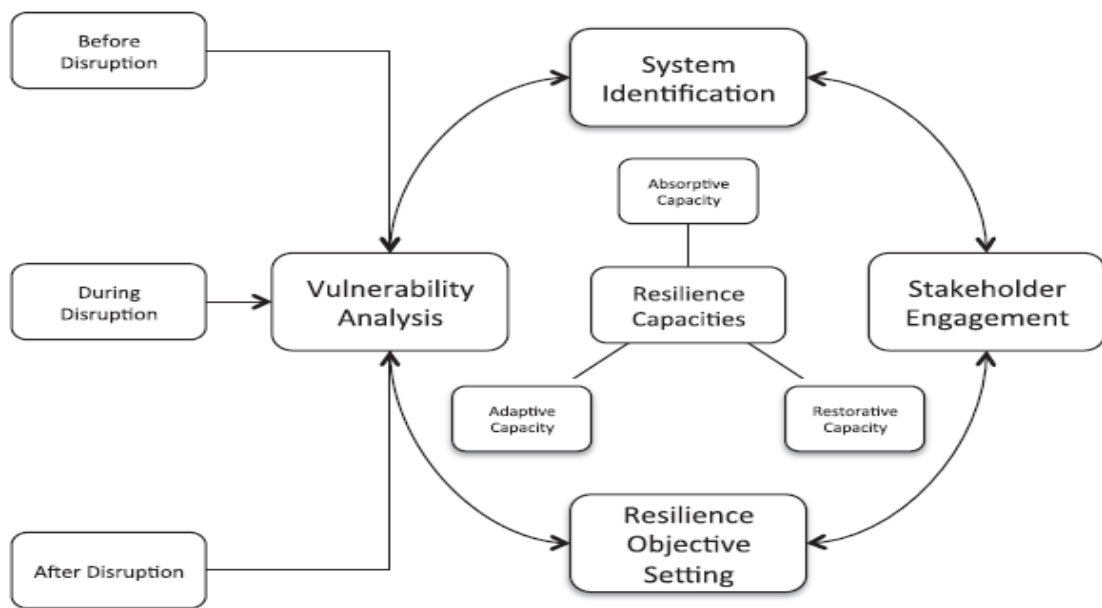 Before
Disruption
System
Identification
Absorptive
Capacity
During
Disruption
Vulnerability
Analysis
Resilience
Capacities
Stakeholder
Engagement
Adaptive
Capacity
Restorative
Capacity
After Disruption
Resilience
Objective
Setting